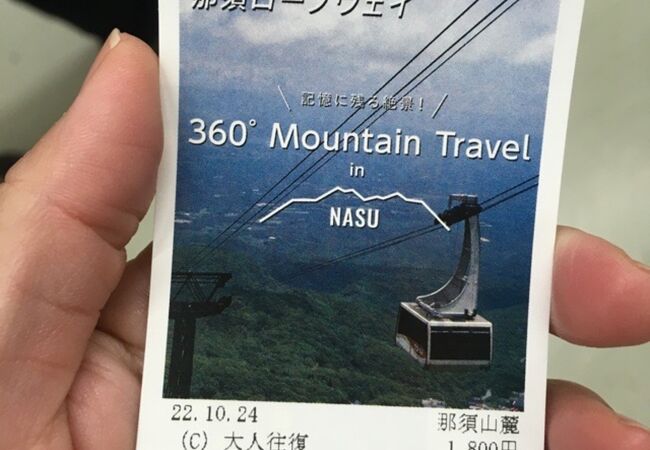 那須ロープウェイ
記憶に残る絶景!
360° Mountain Travel
in
NASU
22.10.24 那須山麓
(C) 大人往復 1,800円